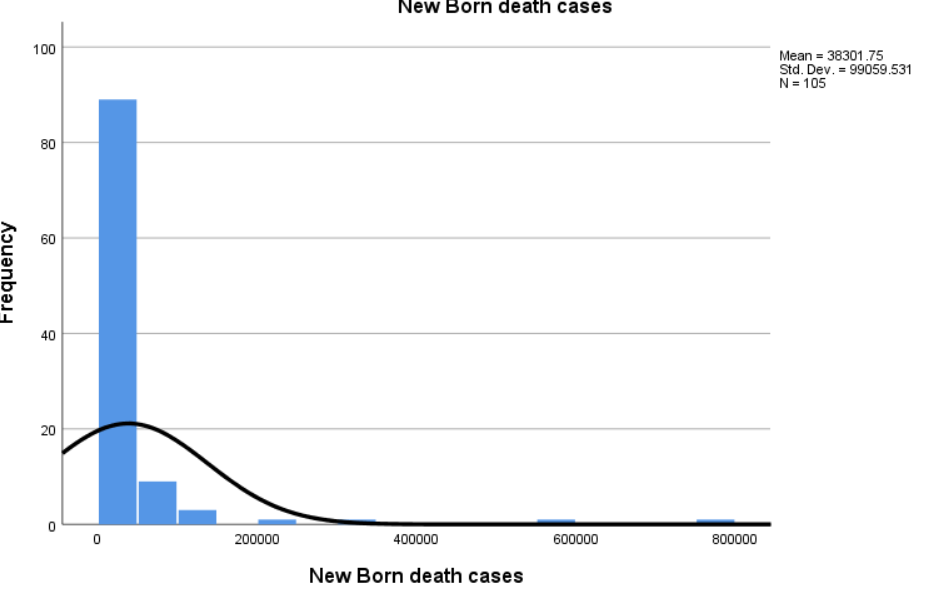 New Born death cases
Mean = 38301.75
Std. Dev. = 99059.531
N = 105
100
80
60
40
20
0
Frequency
0 200000 400000 600000 800000
New Born death cases